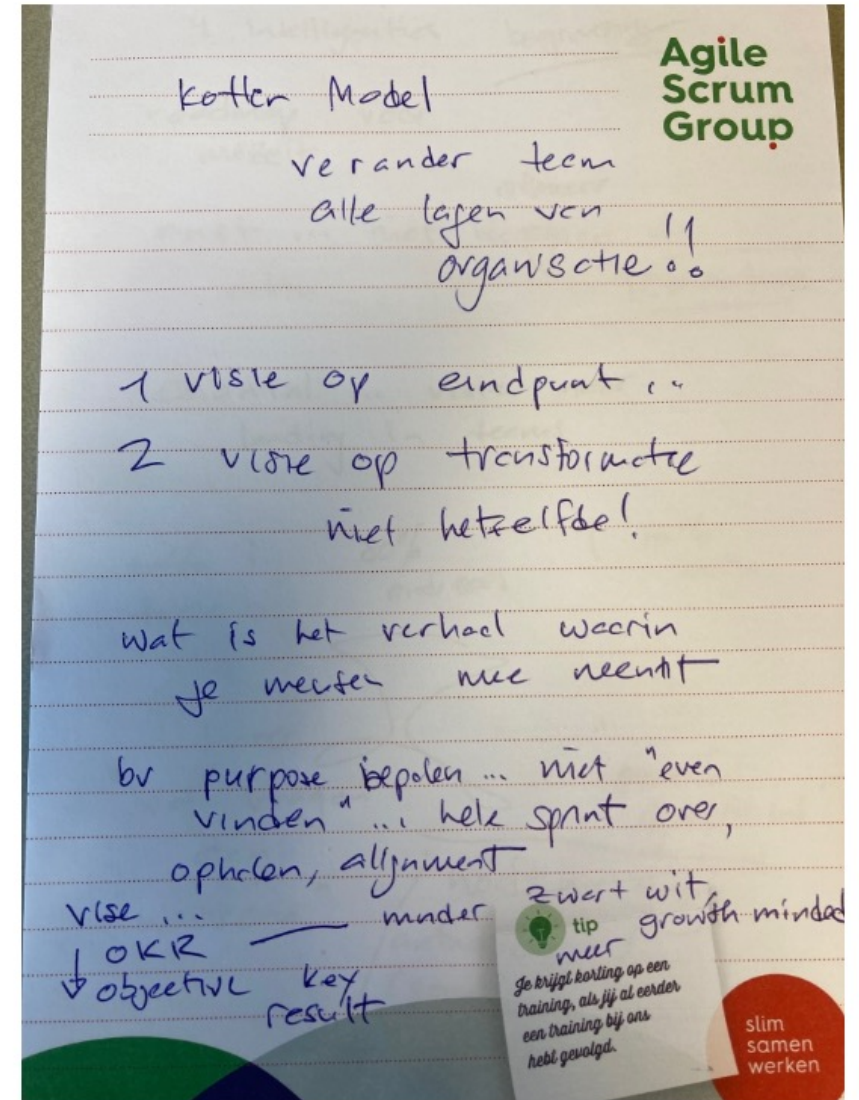 Agile
Scrum
Group
Kotter Model
verander team
alle lagen van
organisatie!!
1 visie op eindpunt...
2 visie op transformatie
niet hetzelfde!
wat is het verhaal waarin
je mensen mee neemt
bv purpose bepalen... niet "even
vinden"... hele sprint over,
ophalen, allignment
vise ...
minder zwart wit,
meer growth minded
↓ OKR
objective key
result
tip
Je krijgt korting op een
training, als jij al eerder
een training bij ons
hebt gevolgd.
slim
samen
werken